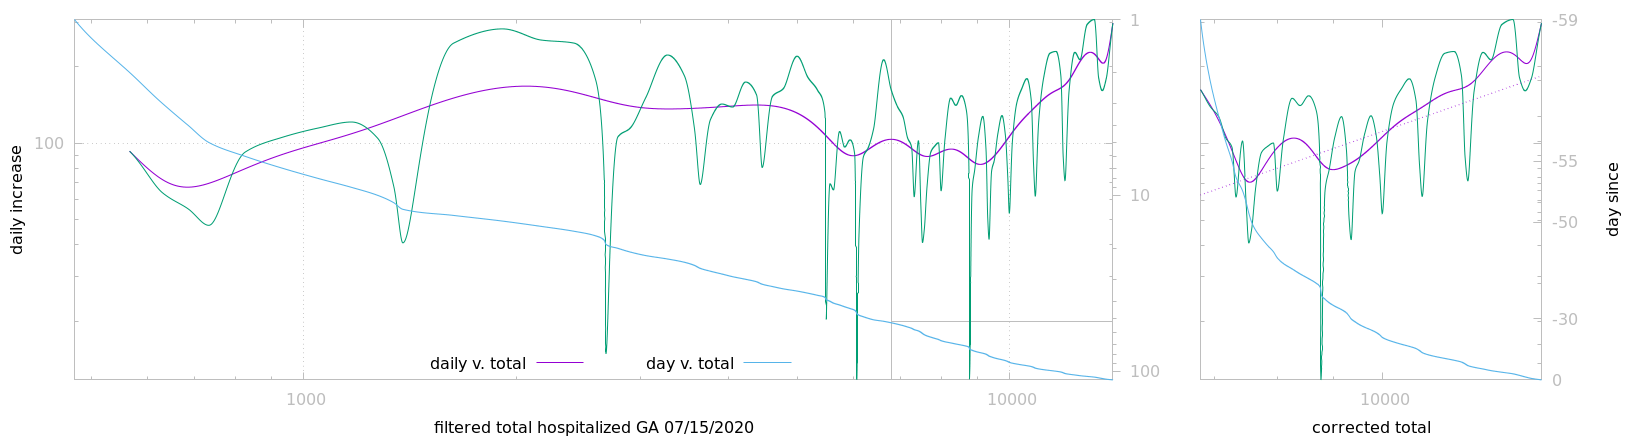 1
-59
100
daily increase
-55
day since
10
-50
-30
daily v. total
day v. total
100
0
1000
10000
10000
filtered total hospitalized GA 07/15/2020
corrected total